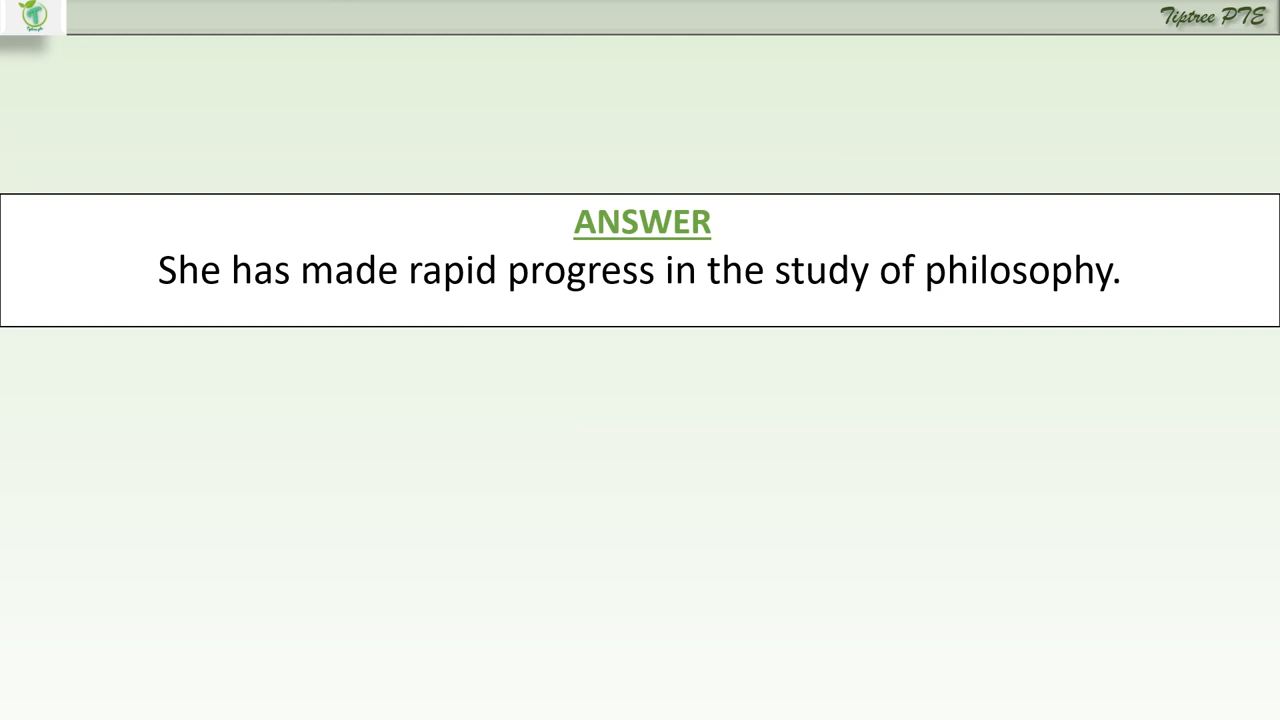 Tiptree PTE
ANSWER
She has made rapid progress in the study of philosophy.